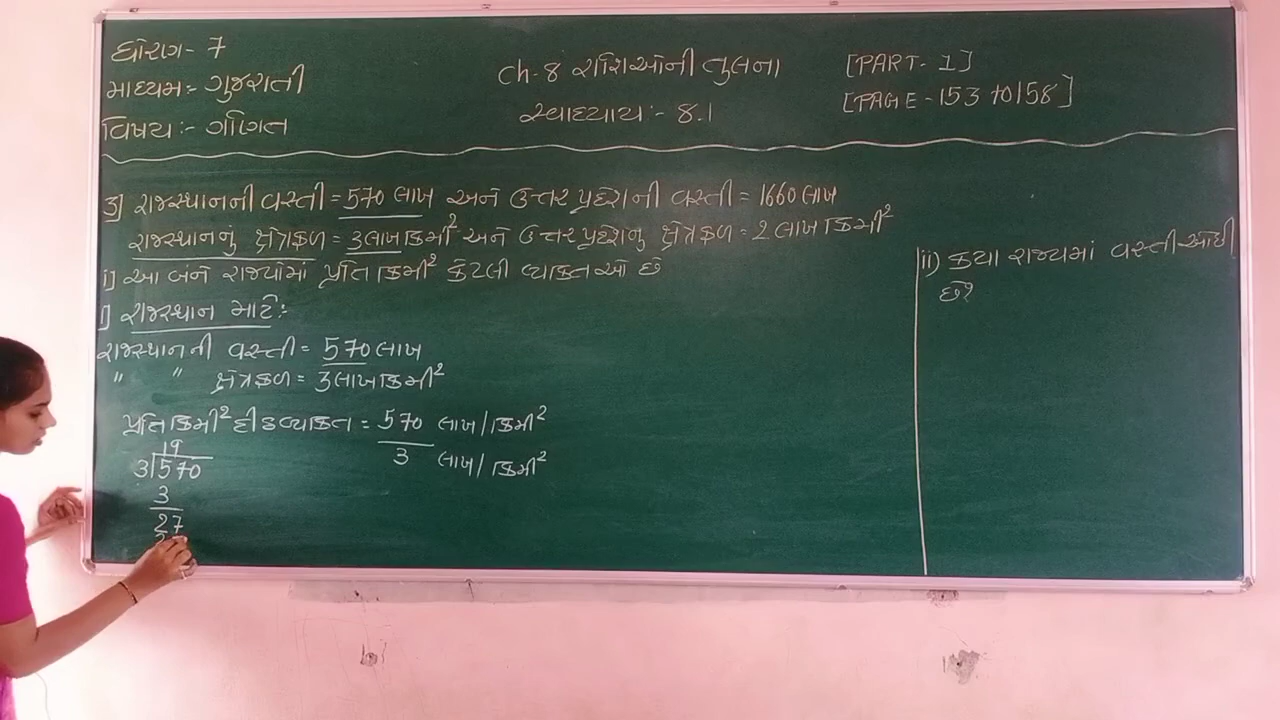 ધોરણ- 7
માધ્યમ:- ગુજરાતી
વિષય:- ગણિત
Ch-8 રાશિઓની તુલના
સ્વાધ્યાય:- 8.1
[PART- 1]
[PAGE-153 TO 158]
3] રાજસ્થાનની વસ્તી = 570 લાખ અને ઉત્તર પ્રદેશની વસ્તી = 1660 લાખ
રાજસ્થાનનું ક્ષેત્રફળ = 3 લાખ કિમી² અને ઉત્તર પ્રદેશનુ ક્ષેત્રફળ = 2 લાખ કિમી²
i) આ બંને રાજ્યોમાં પ્રતિ કિમી² કેટલી વ્યક્તિઓ છે
i] રાજસ્થાન માટે:-
રાજસ્થાનની વસ્તી = 570 લાખ
" " ક્ષેત્રફળ = 3 લાખ કિમી²
પ્રતિ કિમી² દીઠ વ્યક્તિ = 570 લાખ / કિમી²
3 લાખ / કિમી²
19
3 570
3
27
ii) કયા રાજ્યમાં વસ્તી ઓછી
છે?